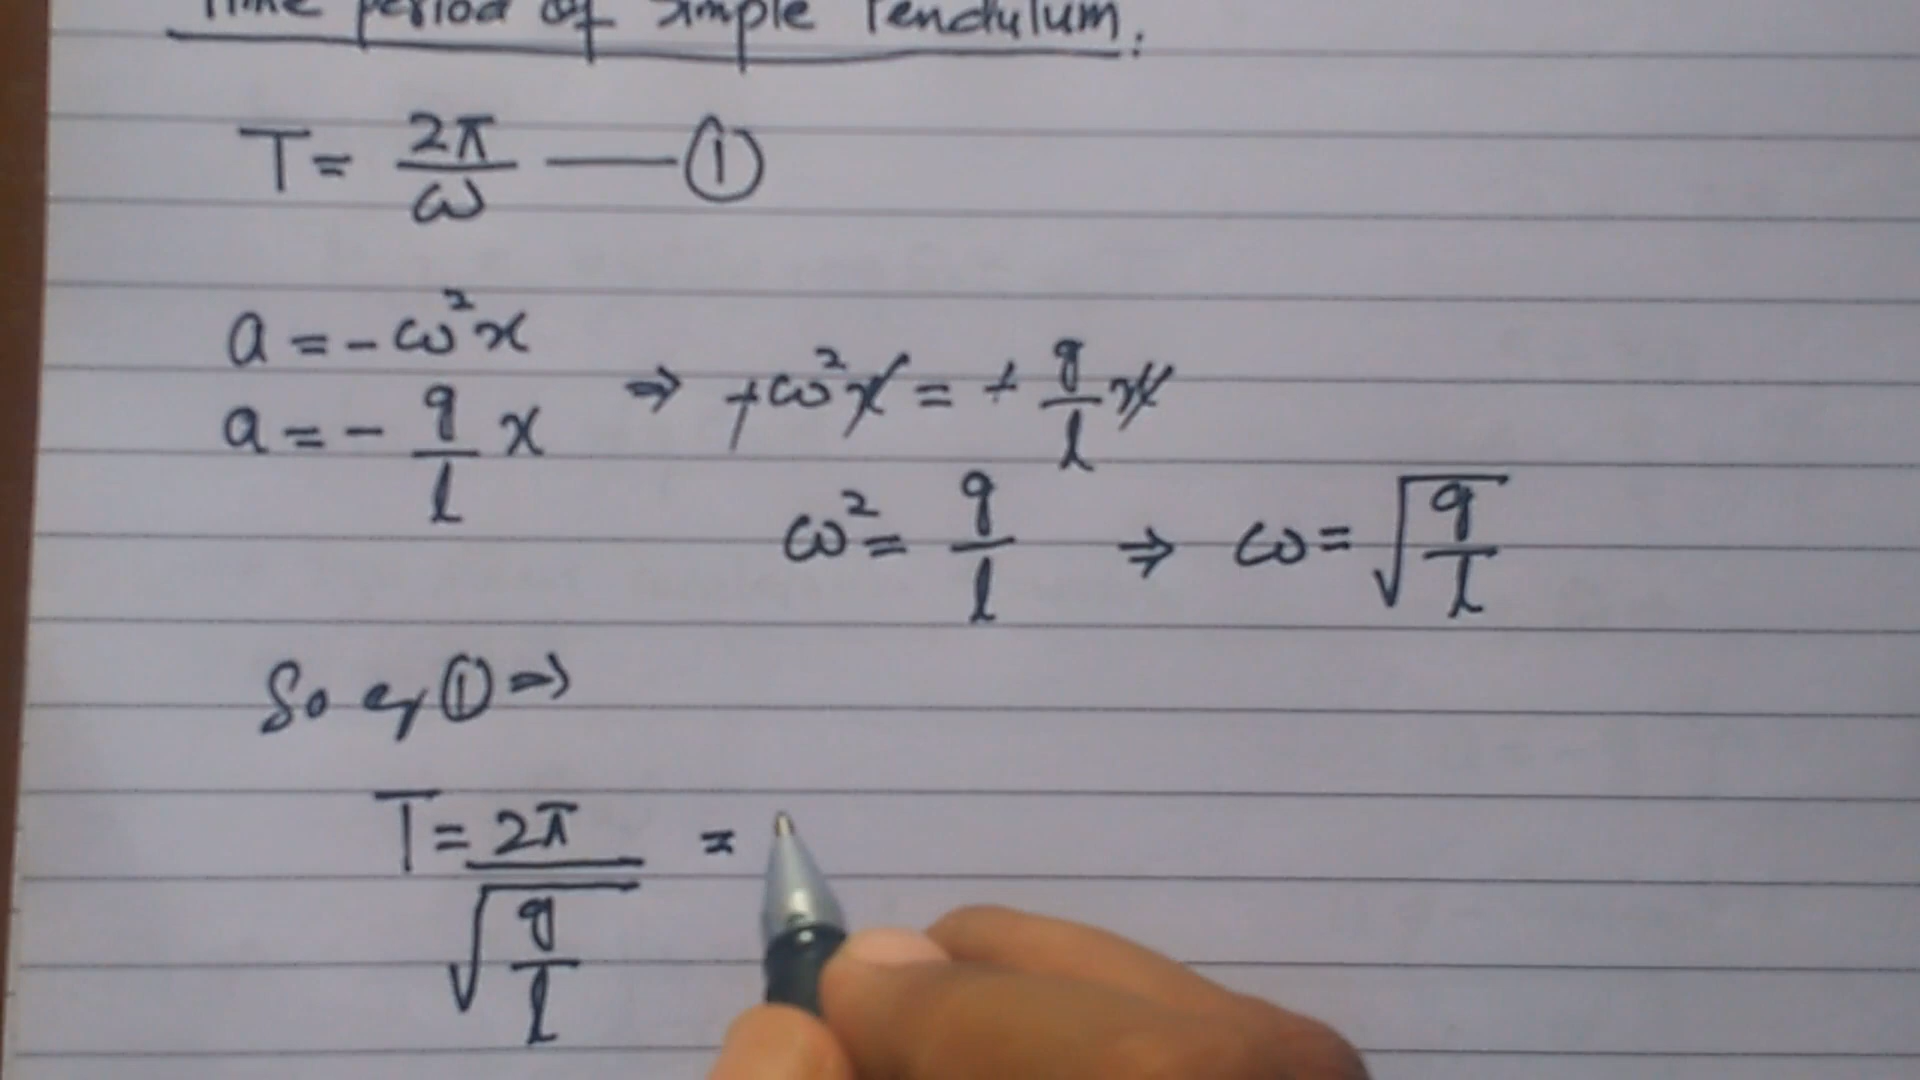 Time period of Simple Pendulum.
T = 2π/ω —— ①
a = -ω²x
a = - g/l x ⇒ +ω²x = + g/l x
ω² = g/l ⇒ ω = √(g/l)
So eq ① ⇒
T = 2π/√(g/l) =